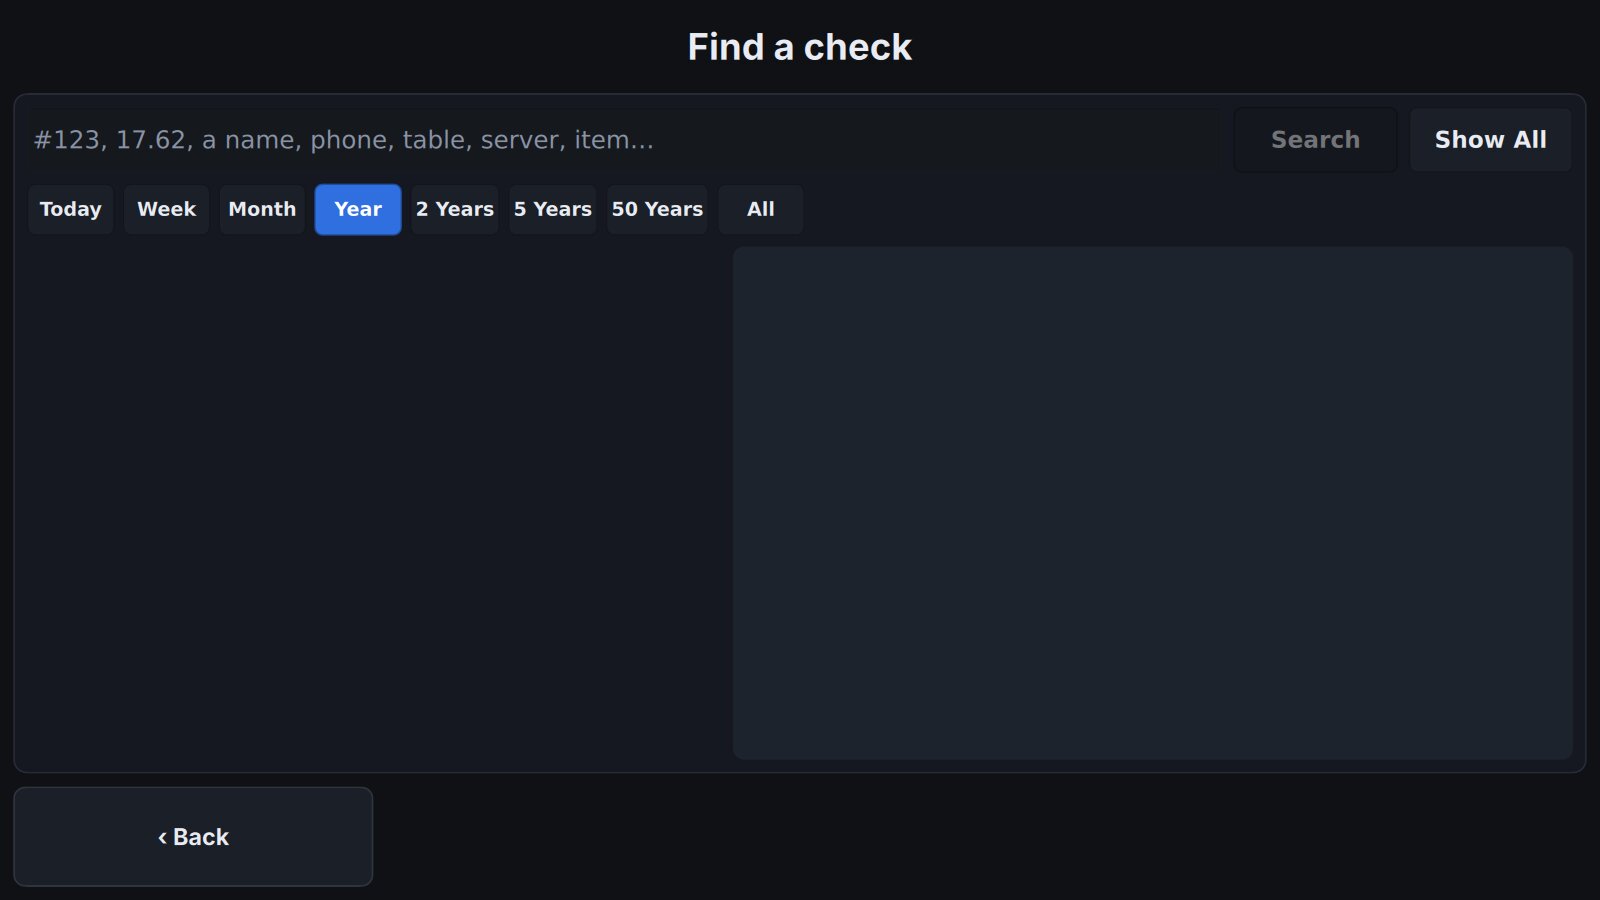 Find a check
#123, 17.62, a name, phone, table, server, item...
Search
Show All
Today
Week
Month
Year
2 Years
5 Years
50 Years
All
‹ Back